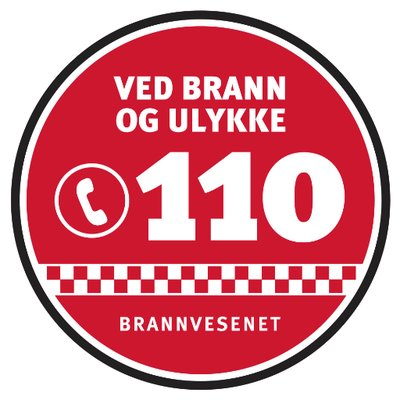 VED BRANN
OG ULYKKE
110
BRANNVESENET